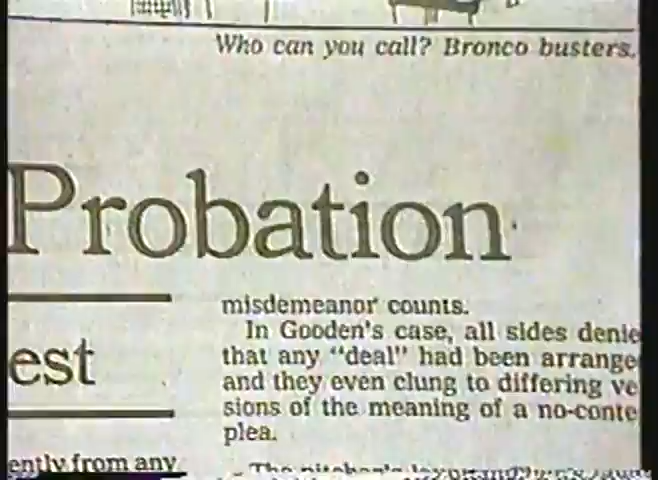 Who can you call? Bronco busters.
Probation
est
ently from any
misdemeanor counts.
In Gooden's case, all sides denie
that any "deal" had been arrange
and they even clung to differing ve
sions of the meaning of a no-conte
plea.
The pitcher's